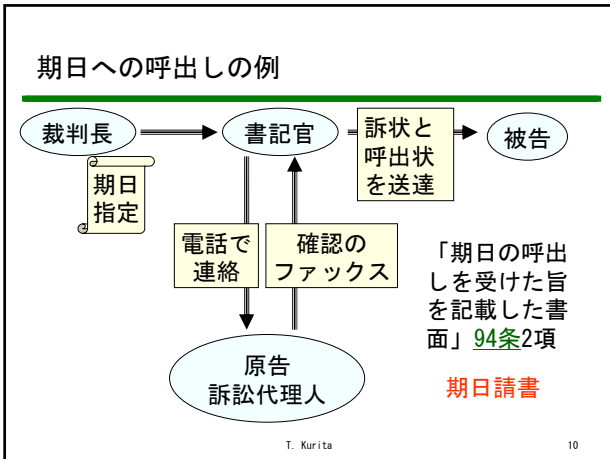 期日への呼出しの例
裁判長
書記官
訴状と
呼出状
を送達
被告
期日
指定
電話で
連絡
確認の
ファックス
「期日の呼出
しを受けた旨
を記載した書
面」94条2項
原告
訴訟代理人
期日請書
T. Kurita
10